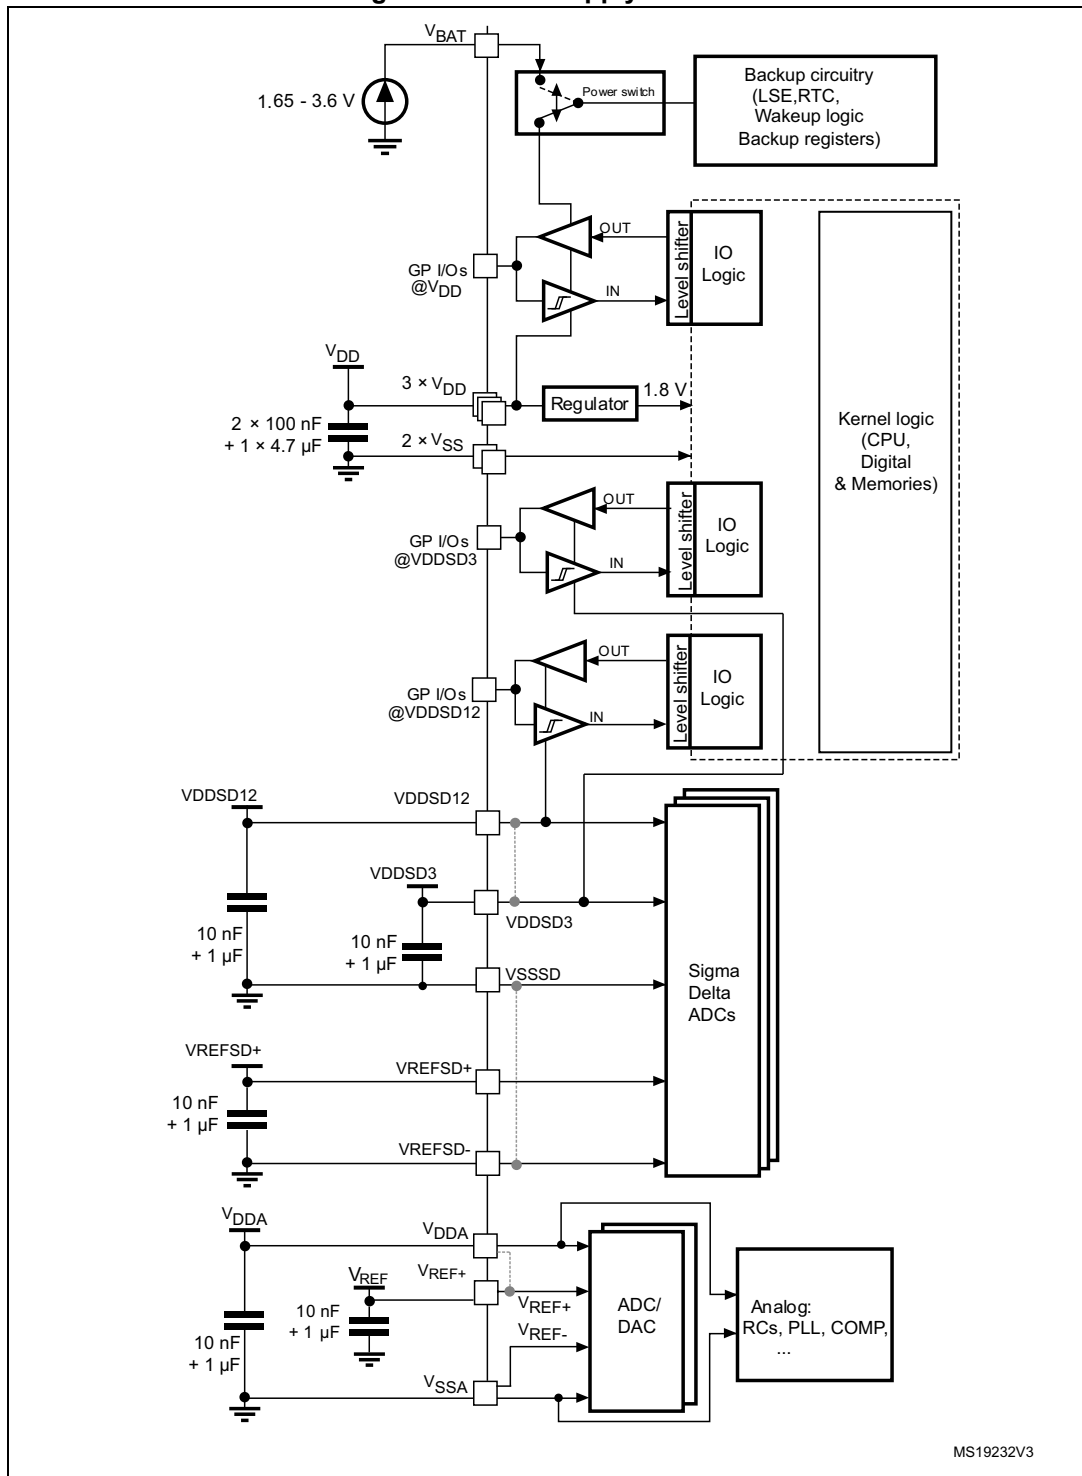 VBAT
1.65 - 3.6 V
Power switch
Backup circuitry
(LSE,RTC,
Wakeup logic
Backup registers)
OUT
Level shifter
IO
Logic
GP I/Os
@VDD
IN
VDD
3 × VDD
Regulator
1.8 V
2 × 100 nF
+ 1 × 4.7 µF
2 × VSS
Kernel logic
(CPU,
Digital
& Memories)
OUT
Level shifter
IO
Logic
GP I/Os
@VDDSD3
IN
OUT
Level shifter
IO
Logic
GP I/Os
@VDDSD12
IN
VDDSD12
VDDSD12
VDDSD3
VDDSD3
10 nF
+ 1 µF
10 nF
+ 1 µF
VSSSD
Sigma
Delta
ADCs
VREFSD+
VREFSD+
10 nF
+ 1 µF
VREFSD-
VDDA
VDDA
VREF+
VREF
VREF+
10 nF
+ 1 µF
ADC/
DAC
VREF-
10 nF
+ 1 µF
VSSA
Analog:
RCs, PLL, COMP,
...
MS19232V3